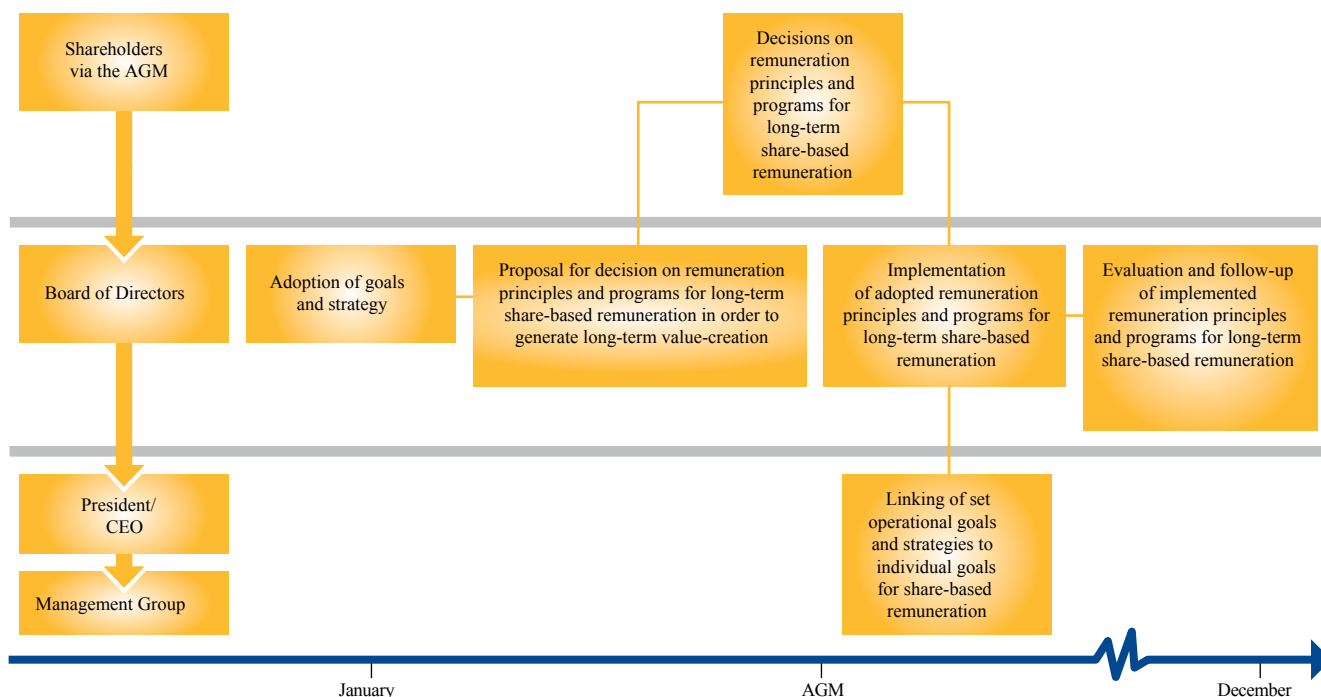 Shareholders
via the AGM
Decisions on
remuneration
principles and
programs for
long-term
share-based
remuneration
Board of Directors
Adoption of goals
and strategy
Proposal for decision on remuneration
principles and programs for long-term
share-based remuneration in order to
generate long-term value-creation
Implementation
of adopted remuneration
principles and programs for
long-term share-based
remuneration
Evaluation and follow-up
of implemented
remuneration principles
and programs for long-term
share-based remuneration
President/
CEO
Management Group
Linking of set
operational goals
and strategies to
individual goals
for share-based
remuneration
January
AGM
December